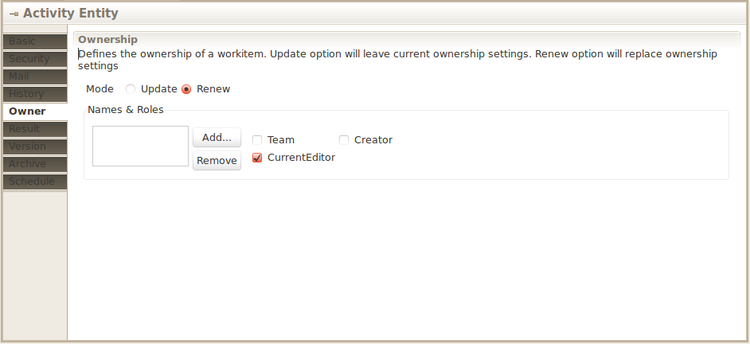 Activity Entity
Basic
Security
Mail
History
Owner
Result
Version
Archive
Schedule
Ownership
Defines the ownership of a workitem. Update option will leave current ownership settings. Renew option will replace ownership
settings
Mode Update Renew
Names & Roles
Add... Team Creator
Remove CurrentEditor